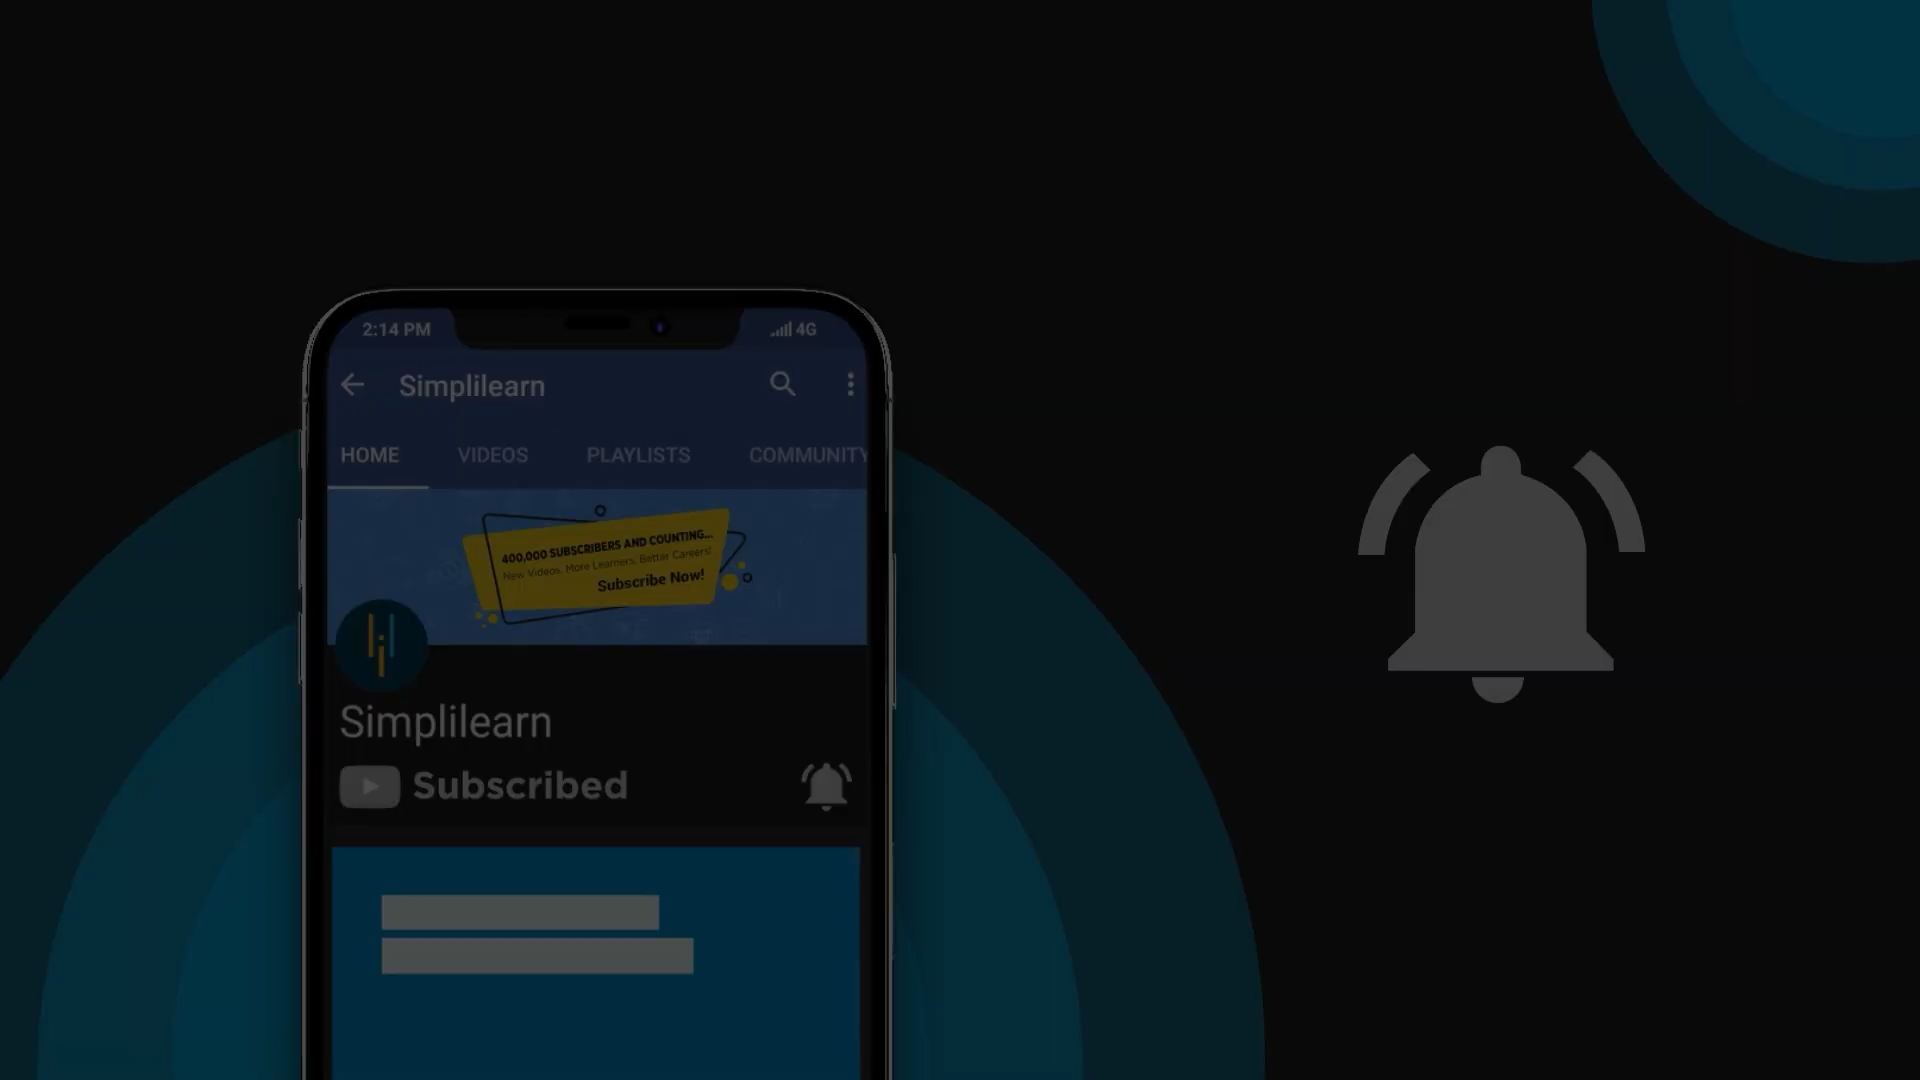 2:14 PM 4G
Simplilearn
HOME VIDEOS PLAYLISTS COMMUNITY
400,000 SUBSCRIBERS AND COUNTING...
New Videos. More Learners. Better Careers!
Subscribe Now!
Simplilearn
Subscribed